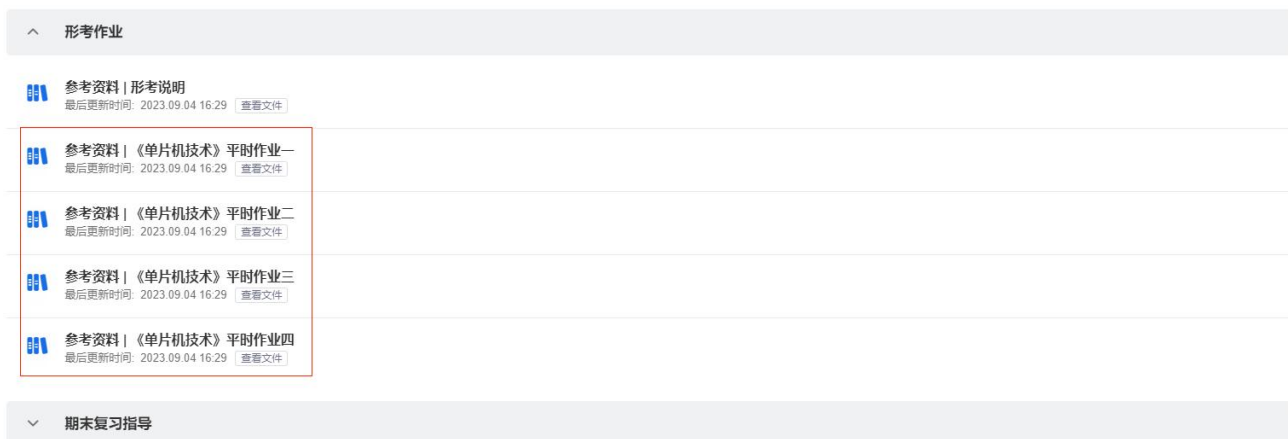 形考作业
参考资料 | 形考说明
最后更新时间: 2023.09.04 16:29 查看文件
参考资料 | 《单片机技术》平时作业一
最后更新时间: 2023.09.04 16:29 查看文件
参考资料 | 《单片机技术》平时作业二
最后更新时间: 2023.09.04 16:29 查看文件
参考资料 | 《单片机技术》平时作业三
最后更新时间: 2023.09.04 16:29 查看文件
参考资料 | 《单片机技术》平时作业四
最后更新时间: 2023.09.04 16:29 查看文件
期末复习指导